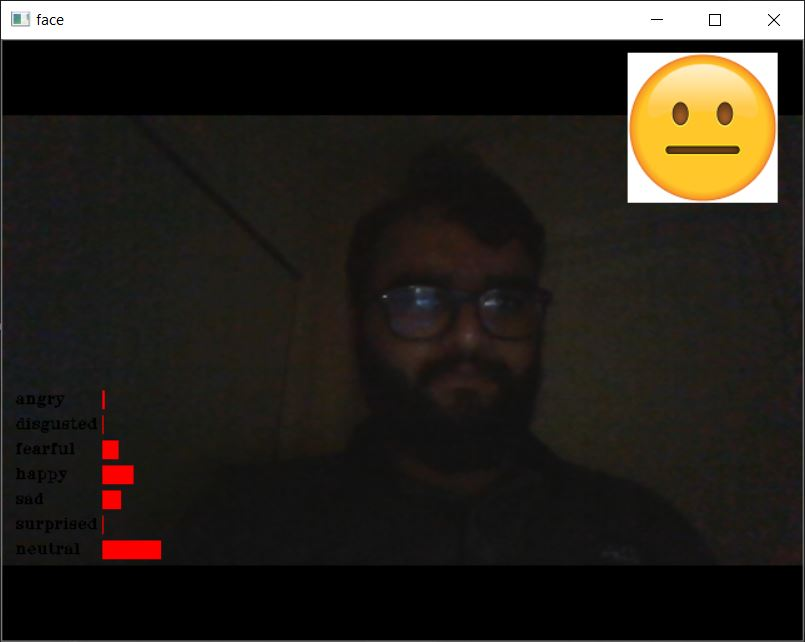 face
angry
disgusted
fearful
happy
sad
surprised
neutral